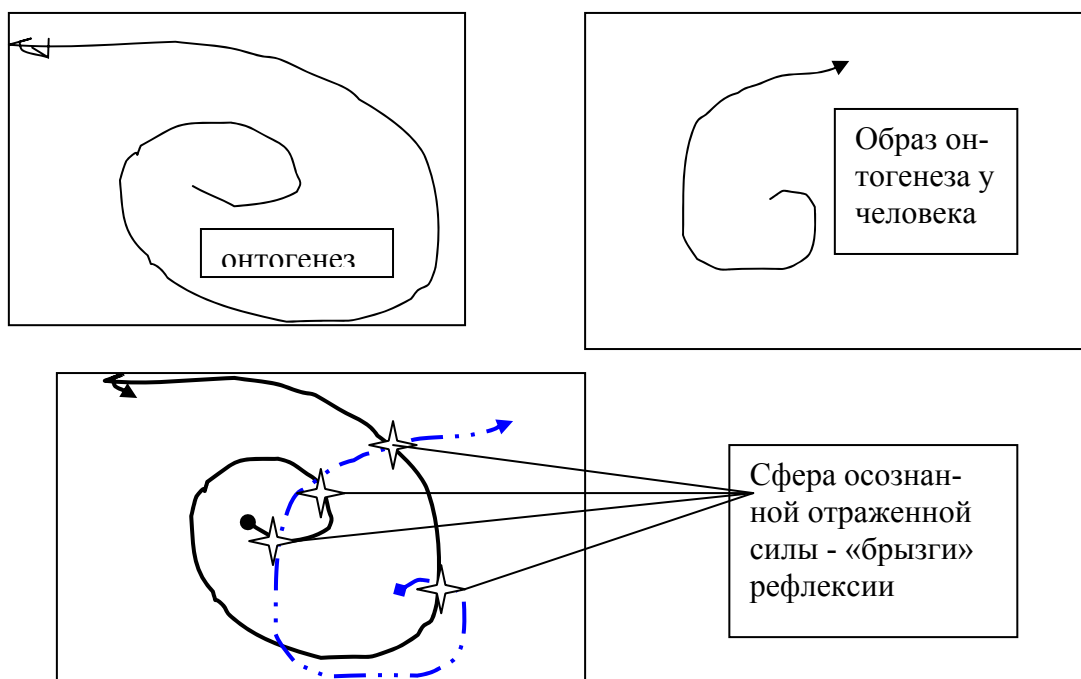 онтогенез
Образ он-
тогенеза у
человека
Сфера осознан-
ной отраженной
силы - «брызги»
рефлексии